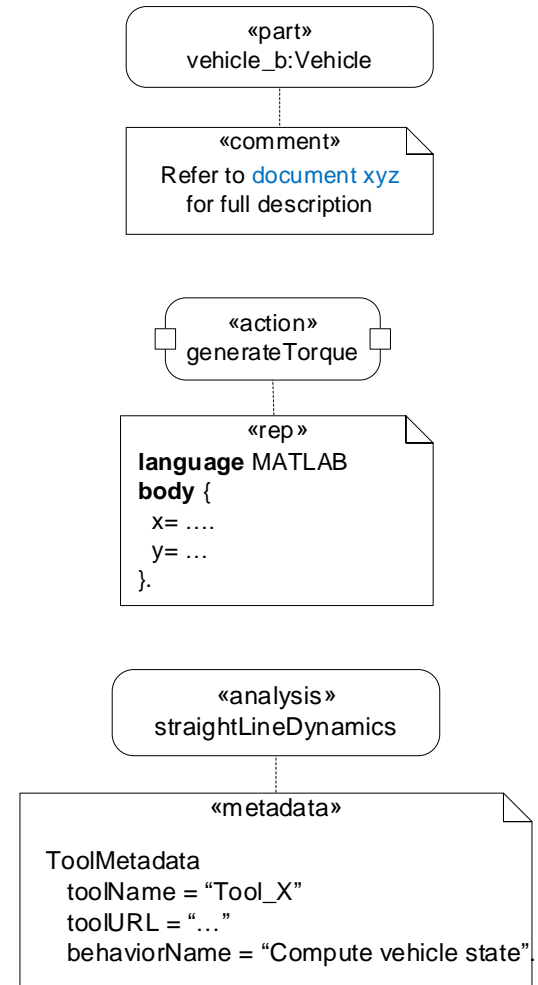 «part»
vehicle_b:Vehicle
«comment»
Refer to document xyz
for full description
«action»
generateTorque
«rep»
language MATLAB
body {
x= ….
y= …
}.
«analysis»
straightLineDynamics
«metadata»
ToolMetadata
toolName = “Tool_X”
toolURL = “…”
behaviorName = “Compute vehicle state”.